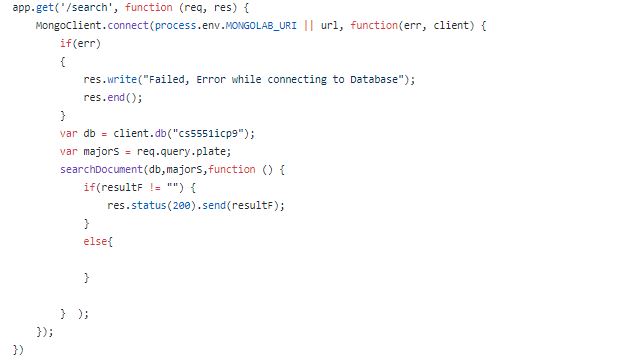 app.get('/search', function (req, res) {
    MongoClient.connect(process.env.MONGOLAB_URI || url, function(err, client) {
        if(err)
        {
            res.write("Failed, Error while connecting to Database");
            res.end();
        }
        var db = client.db("cs5551icp9");
        var majorS = req.query.plate;
        searchDocument(db,majorS,function () {
            if(resultF != "") {
                res.status(200).send(resultF);
            }
            else{
            }
        }  );
    });
})